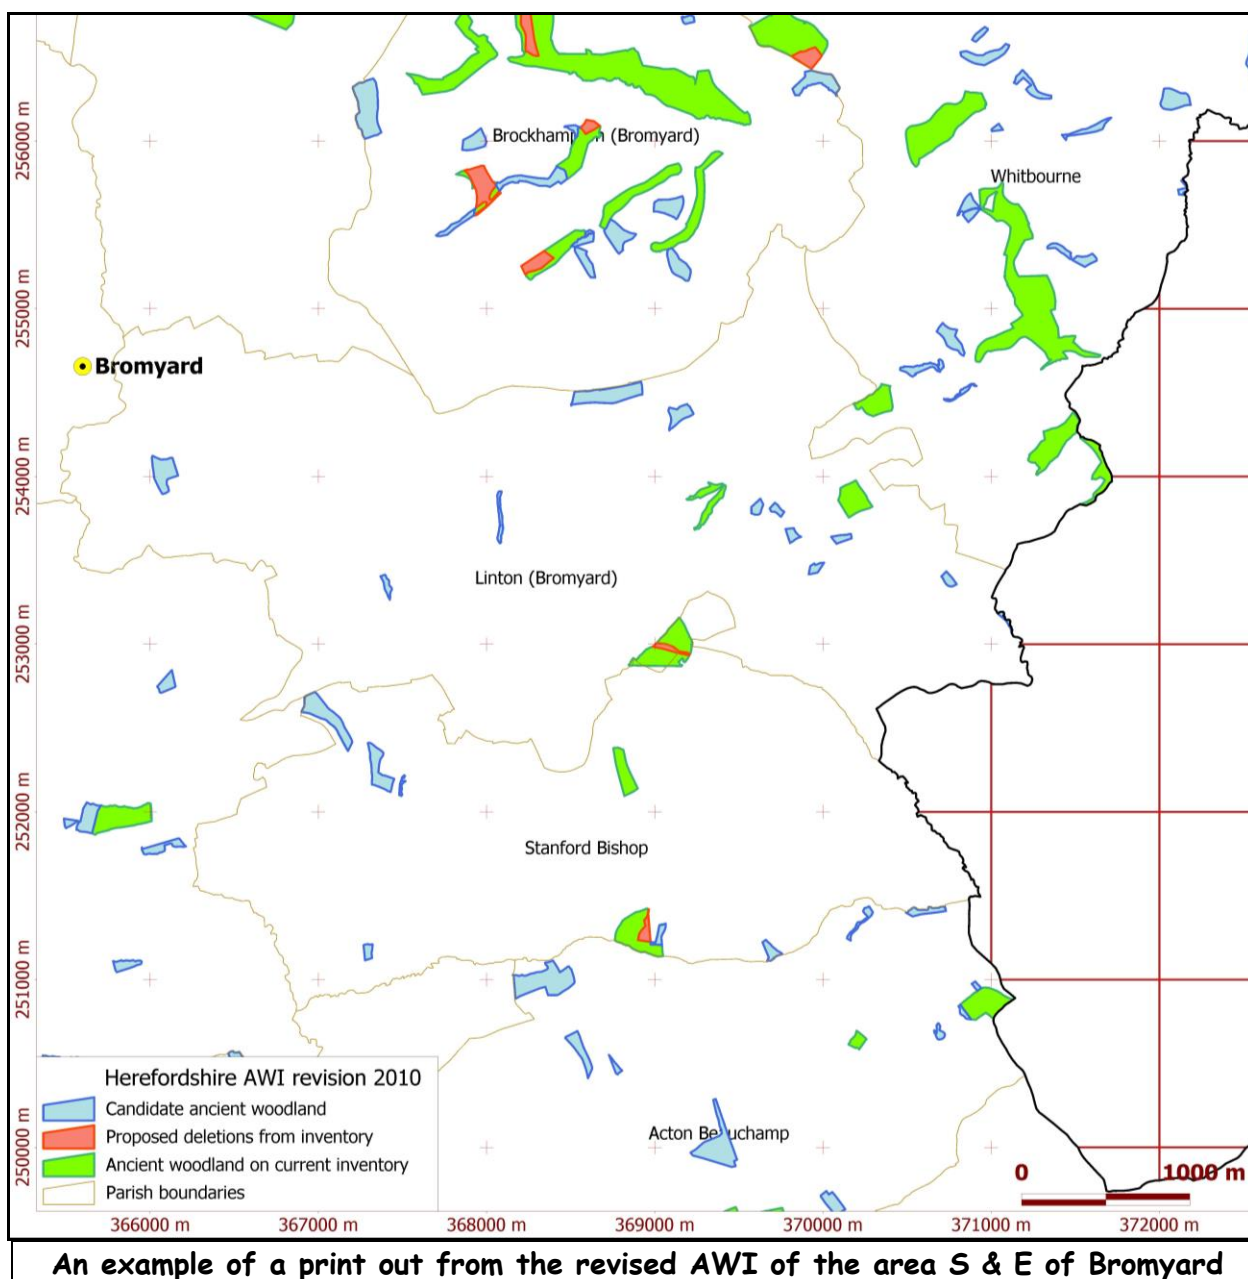 256000 m
255000 m
254000 m
253000 m
252000 m
251000 m
250000 m
Brockhampton (Bromyard)
Whitbourne
Bromyard
Linton (Bromyard)
Stanford Bishop
Acton Beauchamp
Herefordshire AWI revision 2010
Candidate ancient woodland
Proposed deletions from inventory
Ancient woodland on current inventory
Parish boundaries
0 1000 m
366000 m 367000 m 368000 m 369000 m 370000 m 371000 m 372000 m
An example of a print out from the revised AWI of the area S & E of Bromyard